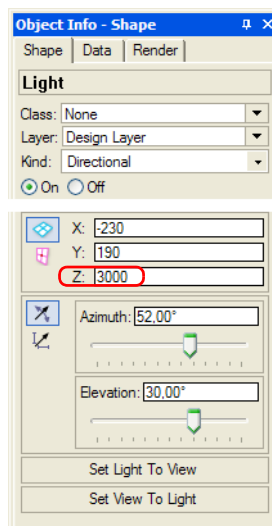 Object Info - Shape
Shape Data Render
Light
Class: None
Layer: Design Layer
Kind: Directional
On Off
X: -230
Y: 190
Z: 3000
Azimuth: 52,00°
Elevation: 30,00°
Set Light To View
Set View To Light